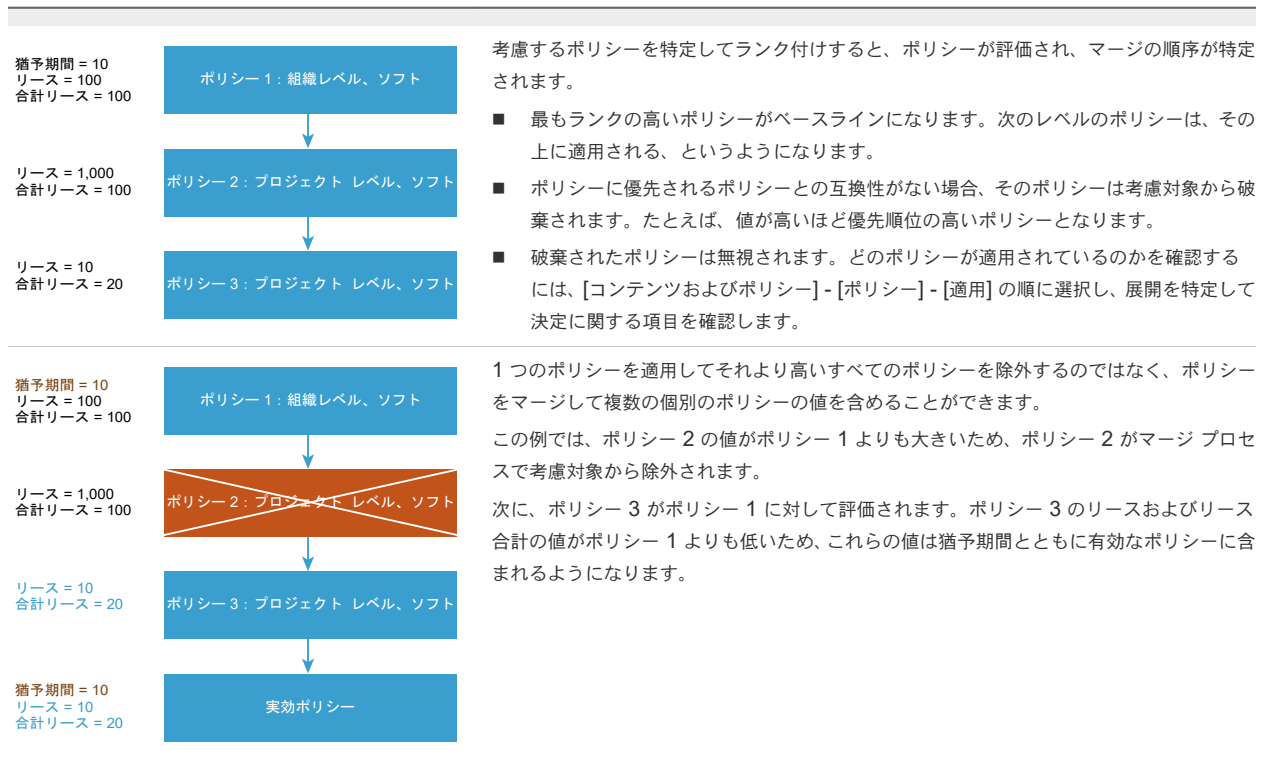 猶予期間 = 10
リース = 100
合計リース = 100
ポリシー 1 : 組織レベル、ソフト
リース = 1,000
合計リース = 100
ポリシー 2 : プロジェクト レベル、ソフト
リース = 10
合計リース = 20
ポリシー 3 : プロジェクト レベル、ソフト
考慮するポリシーを特定してランク付けすると、ポリシーが評価され、マージの順序が特定
されます。
■ 最もランクの高いポリシーがベースラインになります。次のレベルのポリシーは、その
上に適用される、というようになります。
■ ポリシーに優先されるポリシーとの互換性がない場合、そのポリシーは考慮対象から破
棄されます。たとえば、値が高いほど優先順位の高いポリシーとなります。
■ 破棄されたポリシーは無視されます。どのポリシーが適用されているのかを確認する
には、[コンテンツおよびポリシー] - [ポリシー] - [適用] の順に選択し、展開を特定して
決定に関する項目を確認します。
猶予期間 = 10
リース = 100
合計リース = 100
ポリシー 1 : 組織レベル、ソフト
リース = 1,000
合計リース = 100
ポリシー 2 : プロジェクト レベル、ソフト
リース = 10
合計リース = 20
ポリシー 3 : プロジェクト レベル、ソフト
猶予期間 = 10
リース = 10
合計リース = 20
実効ポリシー
1 つのポリシーを適用してそれより高いすべてのポリシーを除外するのではなく、ポリシー
をマージして複数の個別のポリシーの値を含めることができます。
この例では、ポリシー 2 の値がポリシー 1 よりも大きいため、ポリシー 2 がマージ プロセ
スで考慮対象から除外されます。
次に、ポリシー 3 がポリシー 1 に対して評価されます。ポリシー 3 のリースおよびリース
合計の値がポリシー 1 よりも低いため、これらの値は猶予期間とともに有効なポリシーに含
まれるようになります。